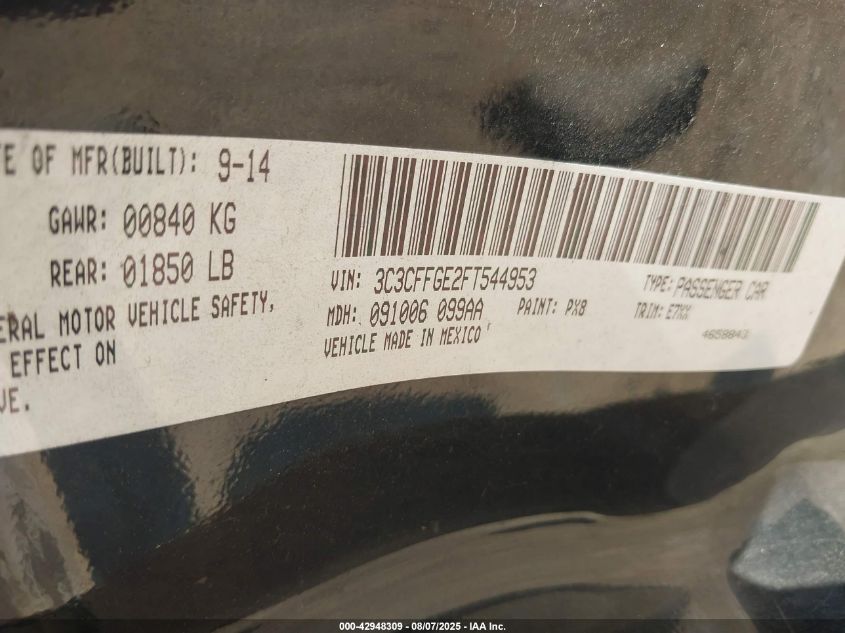 TE OF MFR(BUILT): 9-14
GAWR: 00840 KG
REAR: 01850 LB
ERAL MOTOR VEHICLE SAFETY,
EFFECT ON
VE.
VIN: 3C3CFFGE2FT544953
TYPE: PASSENGER CAR
MDH: 091006 099AA
PAINT: PX8
TRIM: E7XX
VEHICLE MADE IN MEXICO
4658843
000-42948309 - 08/07/2025 - IAA Inc.